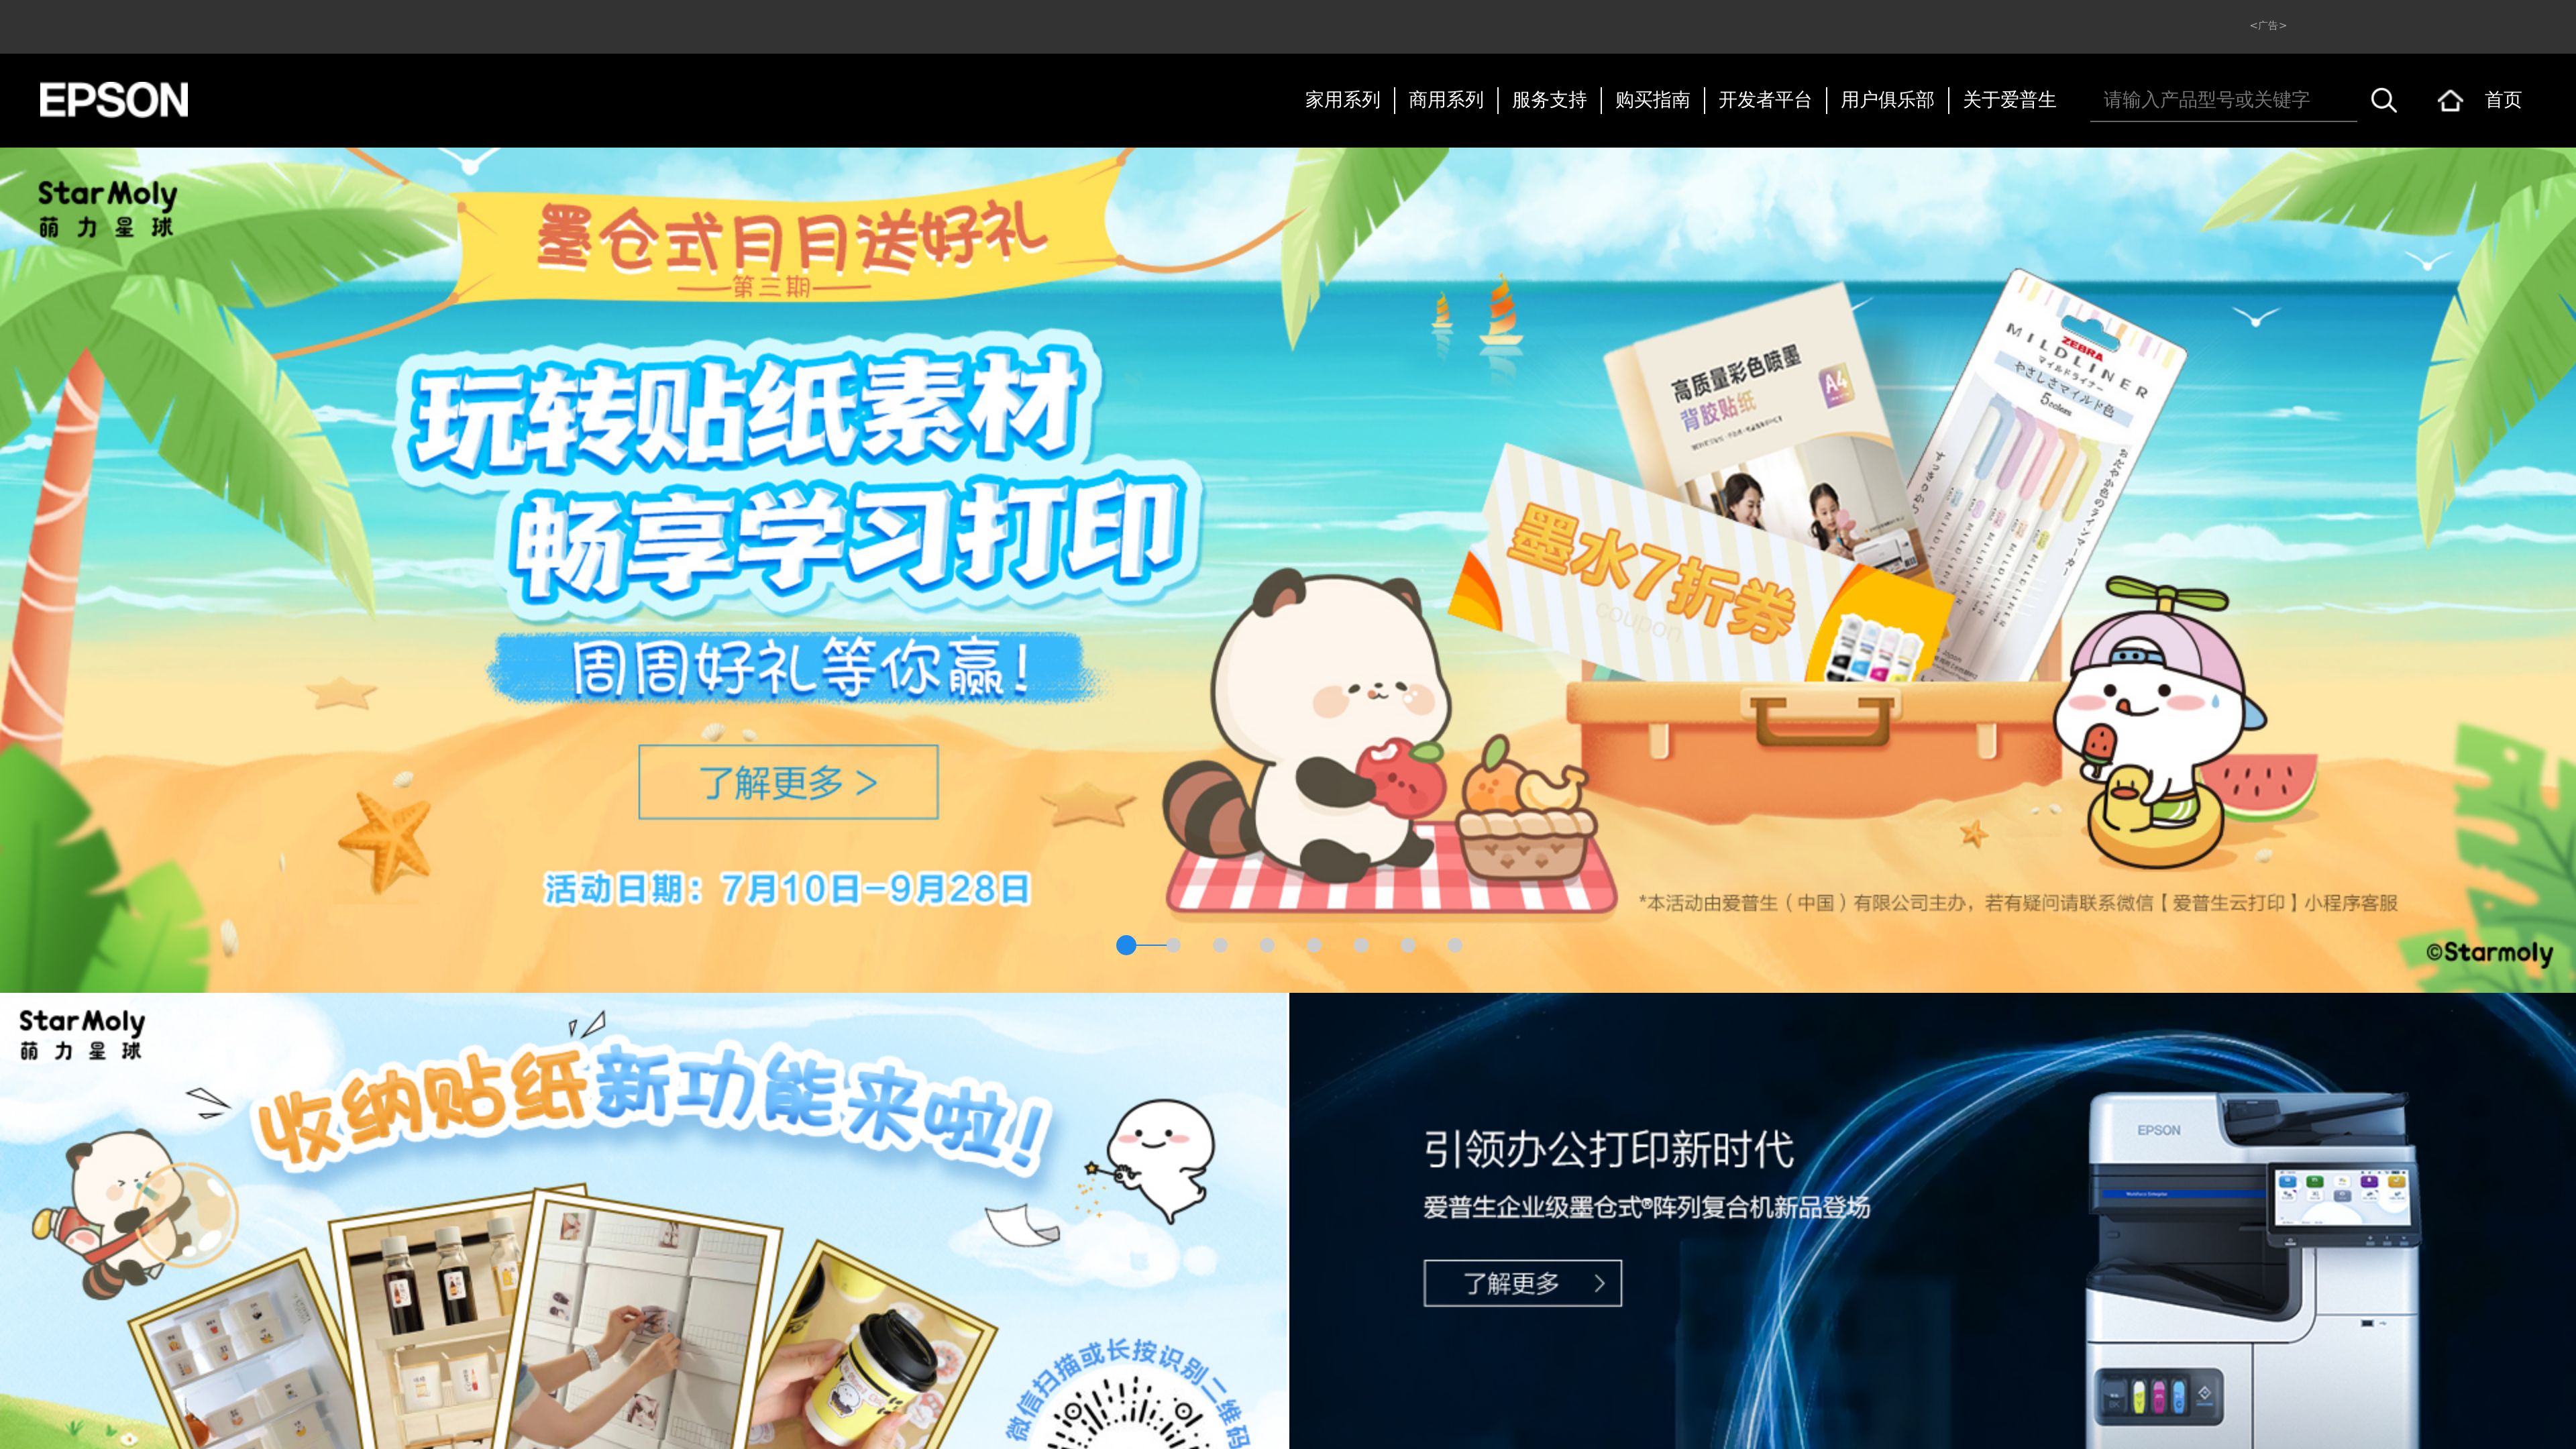 <广告>
EPSON
家用系列
商用系列
服务支持
购买指南
开发者平台
用户俱乐部
关于爱普生
请输入产品型号或关键字
首页
Star Moly
萌力星球
墨仓式月月送好礼
第三期
玩转贴纸素材
畅享学习打印
周周好礼等你赢!
了解更多 >
活动日期：7月10日-9月28日
高质量彩色喷墨
背胶贴纸
A4
ZEBRA
MILDLINER
マイルドライナー
やさしさマイルド色
5colors
墨水7折券
coupon
*本活动由爱普生（中国）有限公司主办，若有疑问请联系微信【爱普生云打印】小程序客服
©Starmoly
Star Moly
萌力星球
收纳贴纸新功能来啦!
微信扫描或长按识别二维码
引领办公打印新时代
爱普生企业级墨仓式®阵列复合机新品登场
了解更多 >
EPSON